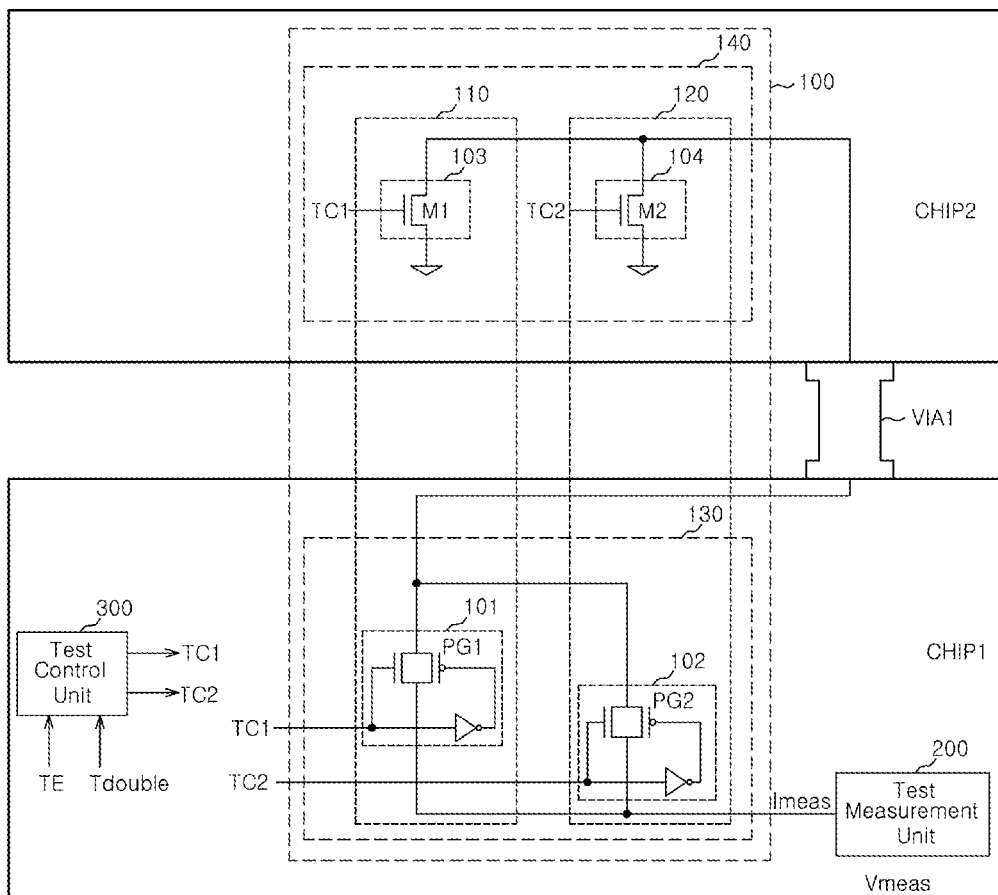 140
100
110
120
103
104
TC1
M1
TC2
M2
CHIP2
VIA1
130
300
Test
Control
Unit
TC1
TC2
TE
Tdouble
101
PG1
CHIP1
102
PG2
TC1
TC2
200
Imeas
Test
Measurement
Unit
Vmeas